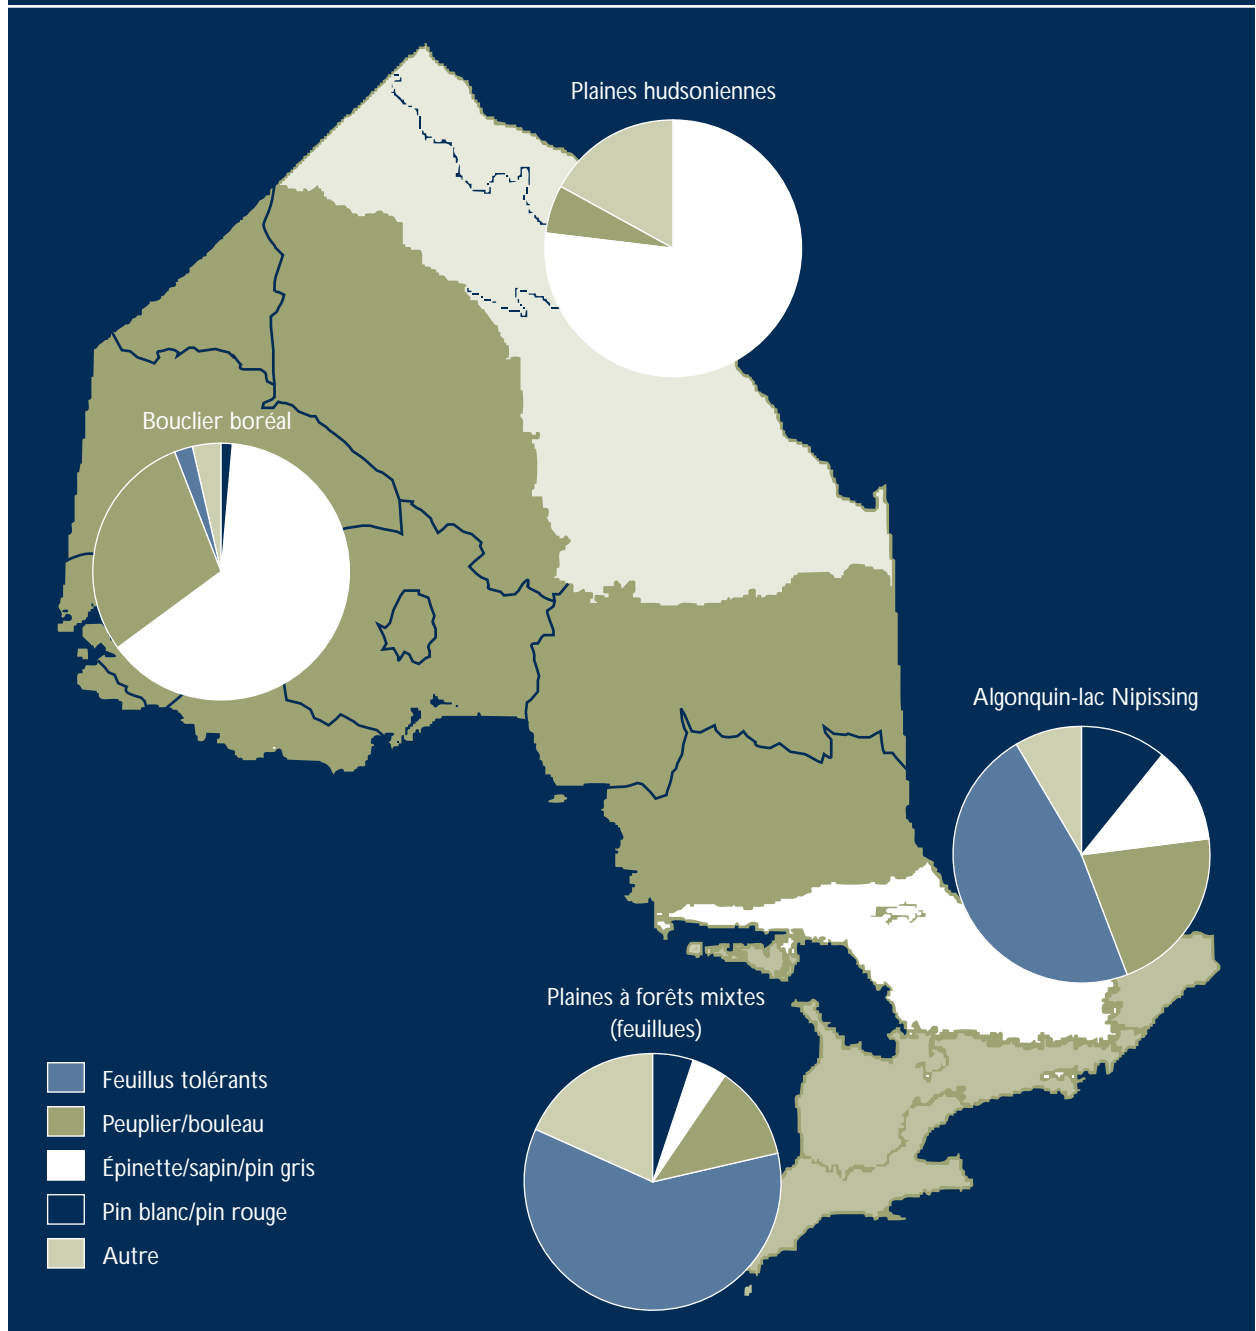 Plaines hudsoniennes
Bouclier boréal
Algonquin-lac Nipissing
Plaines à forêts mixtes
(feuillues)
Feuillus tolérants
Peuplier/bouleau
Épinette/sapin/pin gris
Pin blanc/pin rouge
Autre